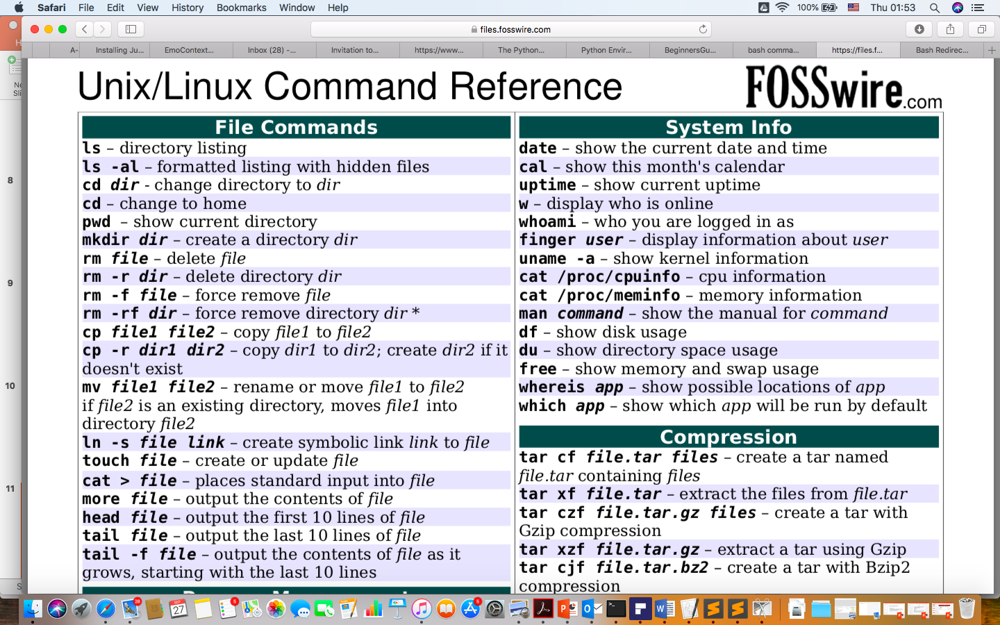 Safari File Edit View History Bookmarks Window Help 100% Thu 01:53
files.fosswire.com
A- Installing Ju... EmoContext... Inbox (28) -... Invitation to... https://www... The Python... Python Envir... BeginnersGu... bash comma... https://files.f... Bash Redirec...
8
9
10
11
Unix/Linux Command Reference
FOSSwire.com
File Commands
ls – directory listing
ls -al – formatted listing with hidden files
cd dir - change directory to dir
cd – change to home
pwd – show current directory
mkdir dir – create a directory dir
rm file – delete file
rm -r dir – delete directory dir
rm -f file – force remove file
rm -rf dir – force remove directory dir *
cp file1 file2 – copy file1 to file2
cp -r dir1 dir2 – copy dir1 to dir2; create dir2 if it
doesn't exist
mv file1 file2 – rename or move file1 to file2
if file2 is an existing directory, moves file1 into
directory file2
ln -s file link – create symbolic link link to file
touch file – create or update file
cat > file – places standard input into file
more file – output the contents of file
head file – output the first 10 lines of file
tail file – output the last 10 lines of file
tail -f file – output the contents of file as it
grows, starting with the last 10 lines
System Info
date – show the current date and time
cal – show this month's calendar
uptime – show current uptime
w – display who is online
whoami – who you are logged in as
finger user – display information about user
uname -a – show kernel information
cat /proc/cpuinfo – cpu information
cat /proc/meminfo – memory information
man command – show the manual for command
df – show disk usage
du – show directory space usage
free – show memory and swap usage
whereis app – show possible locations of app
which app – show which app will be run by default
Compression
tar cf file.tar files – create a tar named
file.tar containing files
tar xf file.tar – extract the files from file.tar
tar czf file.tar.gz files – create a tar with
Gzip compression
tar xzf file.tar.gz – extract a tar using Gzip
tar cjf file.tar.bz2 – create a tar with Bzip2
compression